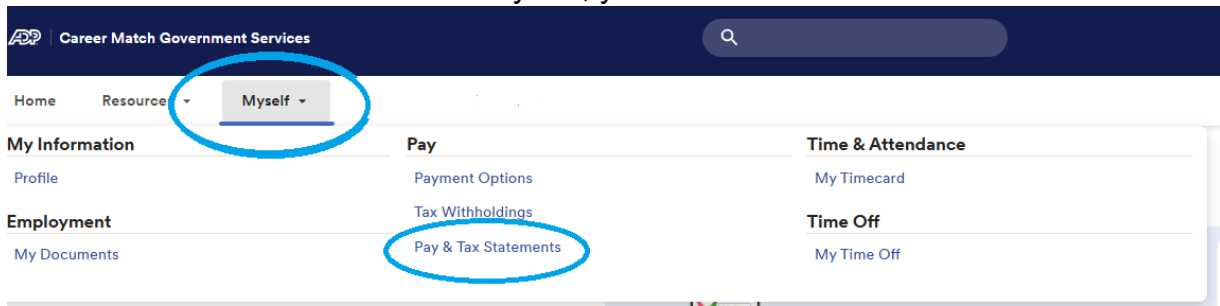 ADP Career Match Government Services
Home Resources Myself
My Information
Profile
Employment
My Documents
Pay
Payment Options
Tax Withholdings
Pay & Tax Statements
Time & Attendance
My Timecard
Time Off
My Time Off